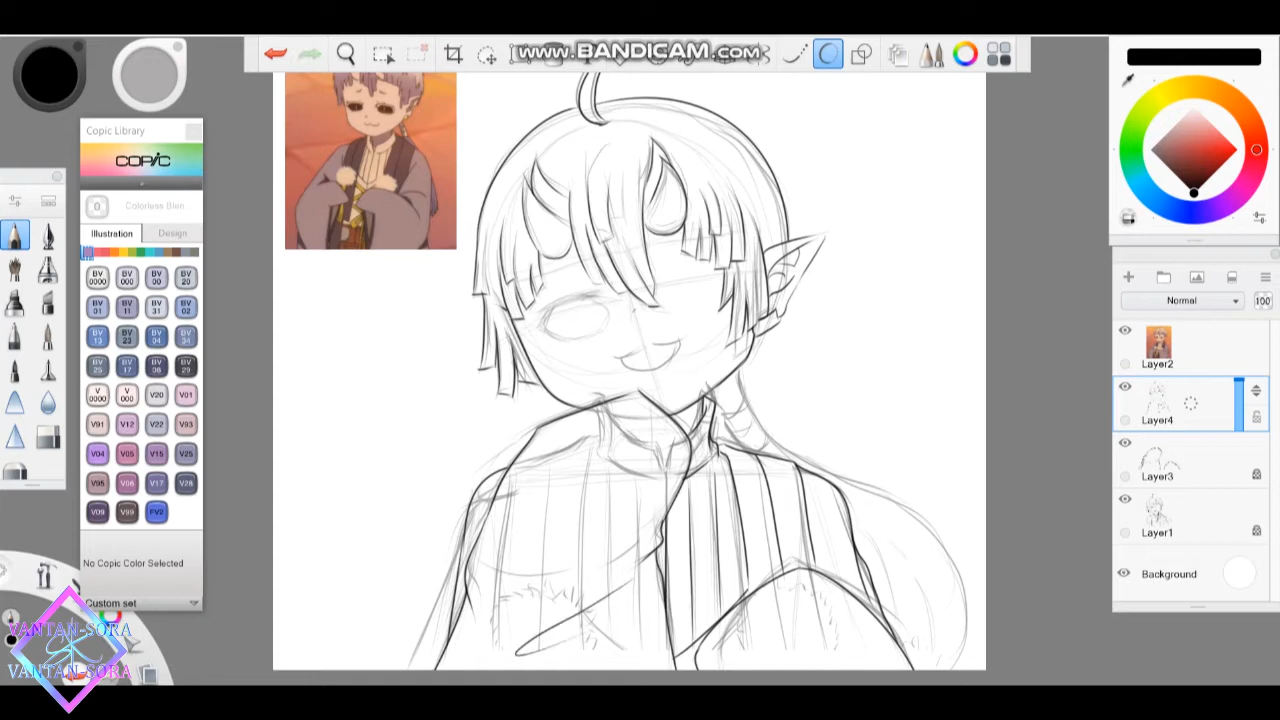 www.BANDICAM.com
Copic Library
COPIC
0
Colorless Blen
Illustration
Design
BV 0000
BV 000
BV 00
BV 20
BV 01
BV 11
BV 31
BV 02
BV 13
BV 23
BV 04
BV 34
BV 25
BV 17
BV 08
BV 29
V 0000
V 000
V20
V01
V91
V12
V22
V93
V04
V05
V15
V25
V95
V06
V17
V28
V09
V99
FV2
No Copic Color Selected
Custom set
Normal
100
Layer2
Layer4
Layer3
Layer1
Background
VANTAN-SORA
VANTAN-SORA